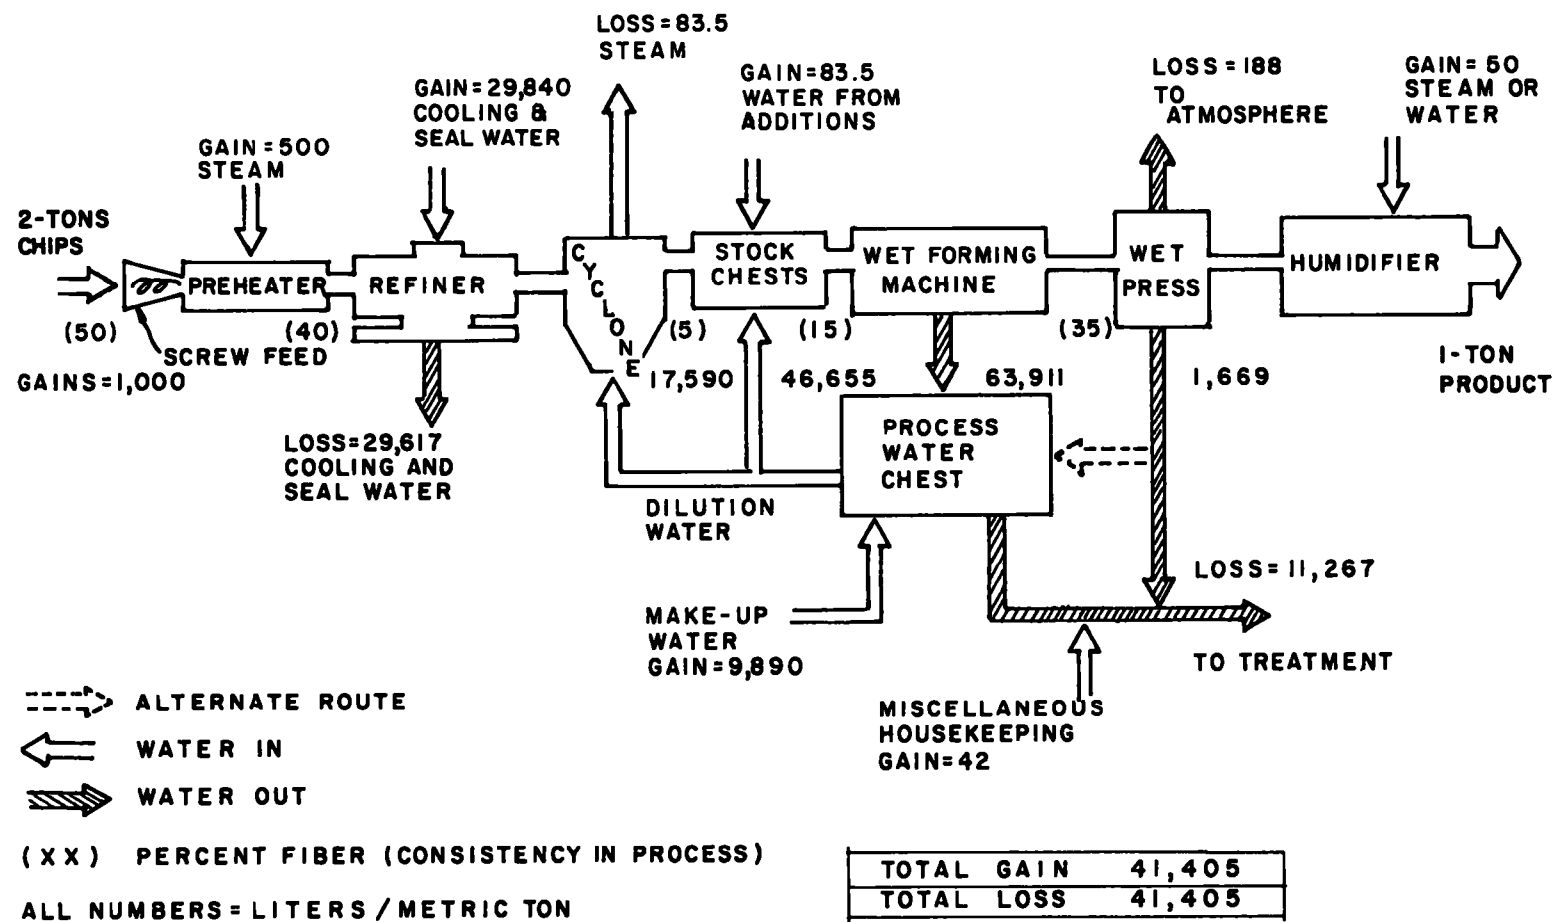 LOSS=83.5
STEAM
GAIN=29,840
COOLING &
SEAL WATER
GAIN=83.5
WATER FROM
ADDITIONS
LOSS=188
TO
ATMOSPHERE
GAIN=50
STEAM OR
WATER
GAIN=500
STEAM
2-TONS
CHIPS
PREHEATER
REFINER
CYCLONE
STOCK
CHESTS
WET FORMING
MACHINE
WET
PRESS
HUMIDIFIER
(50)
(40)
(5)
(15)
(35)
SCREW FEED
GAINS=1,000
17,590
46,655
63,911
1,669
1-TON
PRODUCT
LOSS=29,617
COOLING AND
SEAL WATER
PROCESS
WATER
CHEST
DILUTION
WATER
LOSS=11,267
MAKE-UP
WATER
GAIN=9,890
TO TREATMENT
MISCELLANEOUS
HOUSEKEEPING
GAIN=42
ALTERNATE ROUTE
WATER IN
WATER OUT
(XX) PERCENT FIBER (CONSISTENCY IN PROCESS)
ALL NUMBERS=LITERS/METRIC TON
TOTAL GAIN 41,405
TOTAL LOSS 41,405